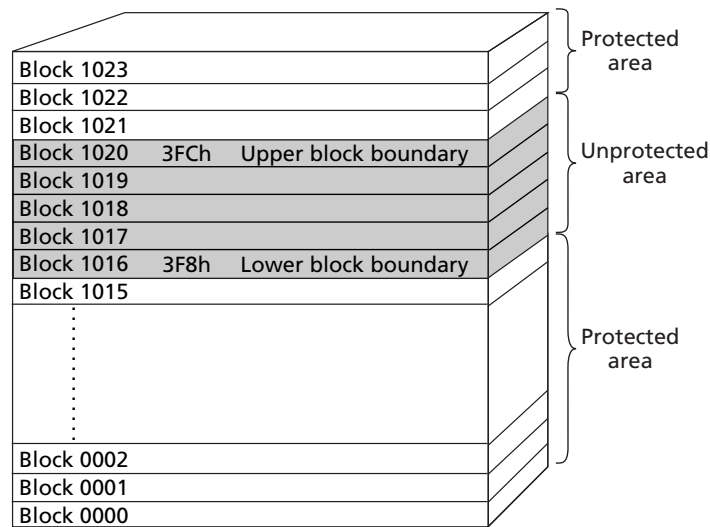 Block 1023
Block 1022
Block 1021
Block 1020 3FCh Upper block boundary
Block 1019
Block 1018
Block 1017
Block 1016 3F8h Lower block boundary
Block 1015
Block 0002
Block 0001
Block 0000
Protected
area
Unprotected
area
Protected
area